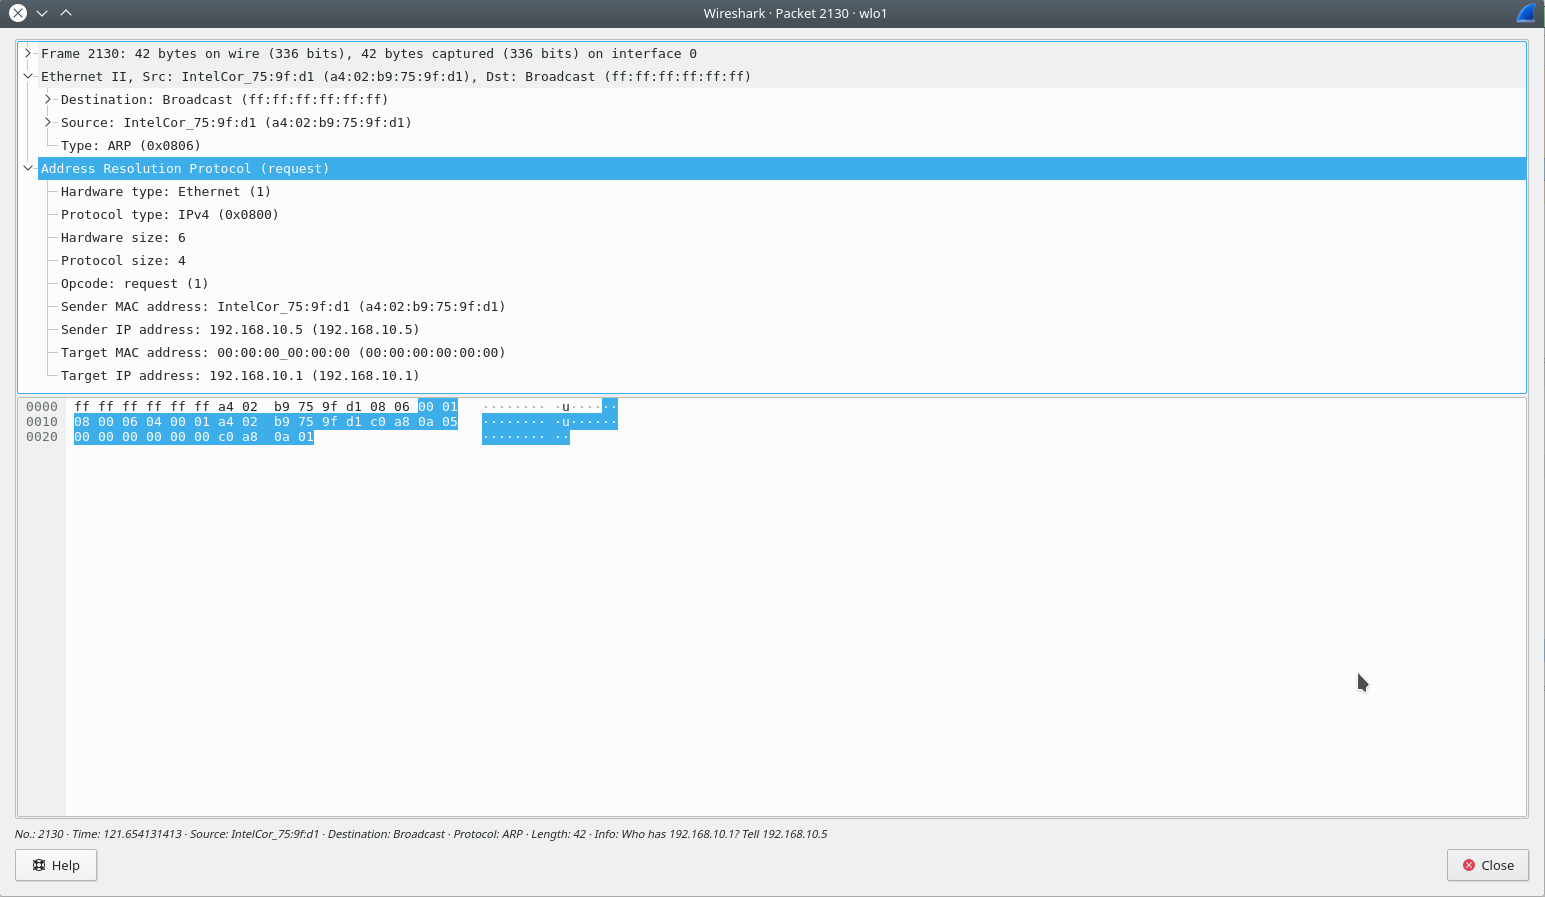 Wireshark · Packet 2130 · wlo1
Frame 2130: 42 bytes on wire (336 bits), 42 bytes captured (336 bits) on interface 0
Ethernet II, Src: IntelCor_75:9f:d1 (a4:02:b9:75:9f:d1), Dst: Broadcast (ff:ff:ff:ff:ff:ff)
Destination: Broadcast (ff:ff:ff:ff:ff:ff)
Source: IntelCor_75:9f:d1 (a4:02:b9:75:9f:d1)
Type: ARP (0x0806)
Address Resolution Protocol (request)
Hardware type: Ethernet (1)
Protocol type: IPv4 (0x0800)
Hardware size: 6
Protocol size: 4
Opcode: request (1)
Sender MAC address: IntelCor_75:9f:d1 (a4:02:b9:75:9f:d1)
Sender IP address: 192.168.10.5 (192.168.10.5)
Target MAC address: 00:00:00_00:00:00 (00:00:00:00:00:00)
Target IP address: 192.168.10.1 (192.168.10.1)
0000 ff ff ff ff ff ff a4 02 b9 75 9f d1 08 06 00 01 ········ ·u······
0010 08 00 06 04 00 01 a4 02 b9 75 9f d1 c0 a8 0a 05 ········ ·u······
0020 00 00 00 00 00 00 c0 a8 0a 01 ········ ··
No.: 2130 · Time: 121.654131413 · Source: IntelCor_75:9f:d1 · Destination: Broadcast · Protocol: ARP · Length: 42 · Info: Who has 192.168.10.1? Tell 192.168.10.5
Help Close